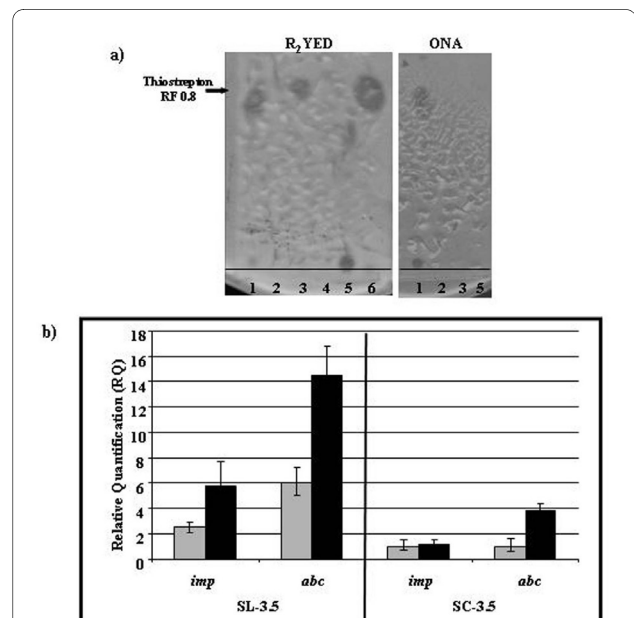 a)
R₂YED
ONA
Thiostrepton
RF 0.8
1 2 3 4 5 6
1 2 3 5
b)
Relative Quantification (RQ)
18
16
14
12
10
8
6
4
2
0
imp abc imp abc
SL-3.5 SC-3.5